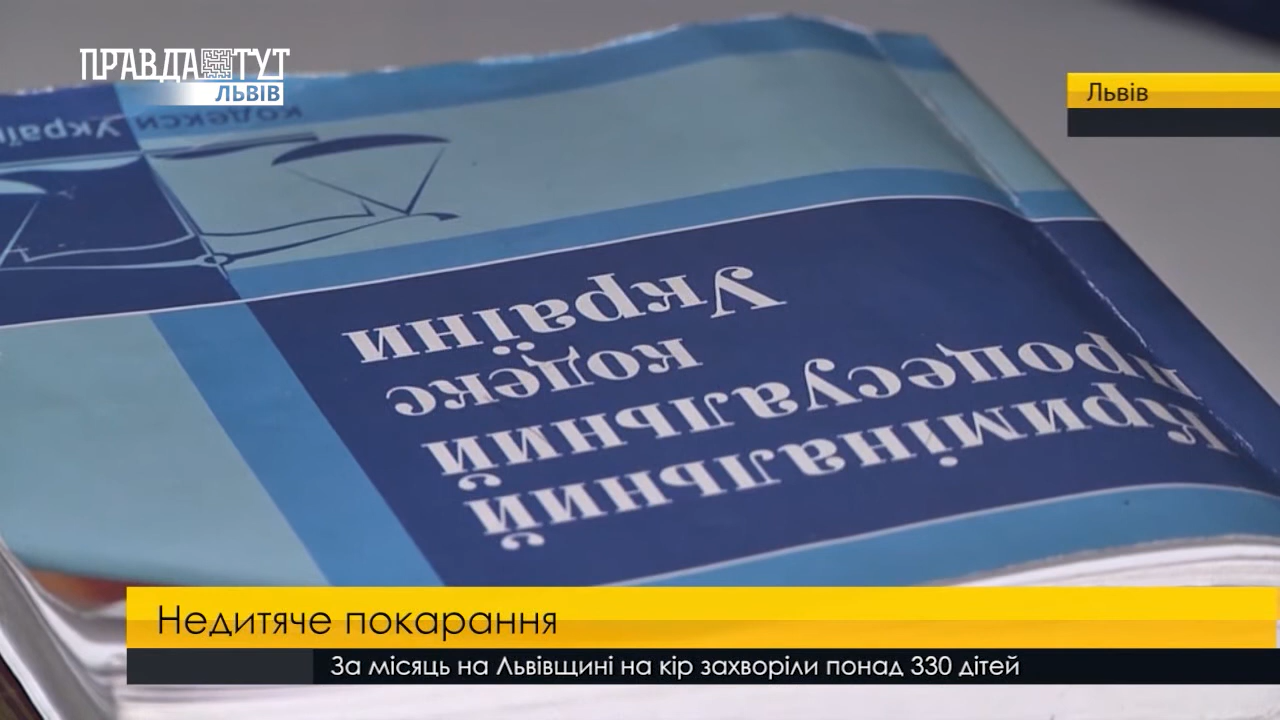 ПРАВДА ТУТ
ЛЬВІВ
Львів
кодекси України
Кримінальний
процесуальний
кодекс
України
Недитяче покарання
За місяць на Львівщині на кір захворіли понад 330 дітей